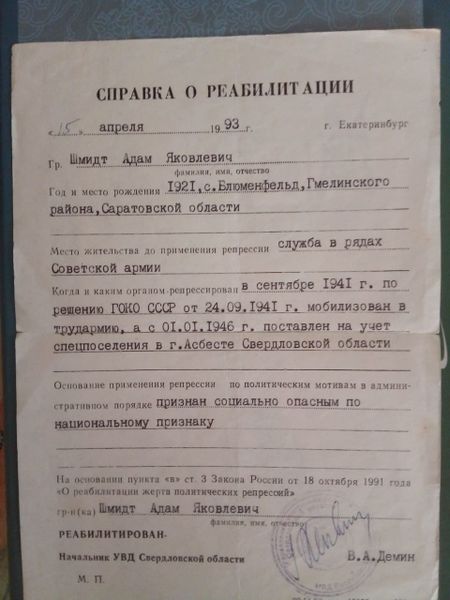 СПРАВКА О РЕАБИЛИТАЦИИ
15 апреля 1993 г. г. Екатеринбург
Гр. Шмидт Адам Яковлевич
фамилия, имя, отчество
Год и место рождения 1921,с.Блюменфельд,Гмелинского
района,Саратовской области
Место жительства до применения репрессии служба в рядах
Советской армии
Когда и каким органом репрессирован в сентябре 1941 г. по
решению ГОКО СССР от 24.09.1941 г. мобилизован в
трудармию, а с 01.01.1946 г. поставлен на учет
спецпоселения в г.Асбесте Свердловской области
Основание применения репрессии по политическим мотивам в админи-
стративном порядке признан социально опасным по
национальному признаку
На основании пункта «в» ст. 3 Закона России от 18 октября 1991 года
«О реабилитации жертв политических репрессий»
гр-н(ка) Шмидт Адам Яковлевич
фамилия, имя, отчество
РЕАБИЛИТИРОВАН·
Начальник УВД Свердловской области В.А.Демин
М. П.